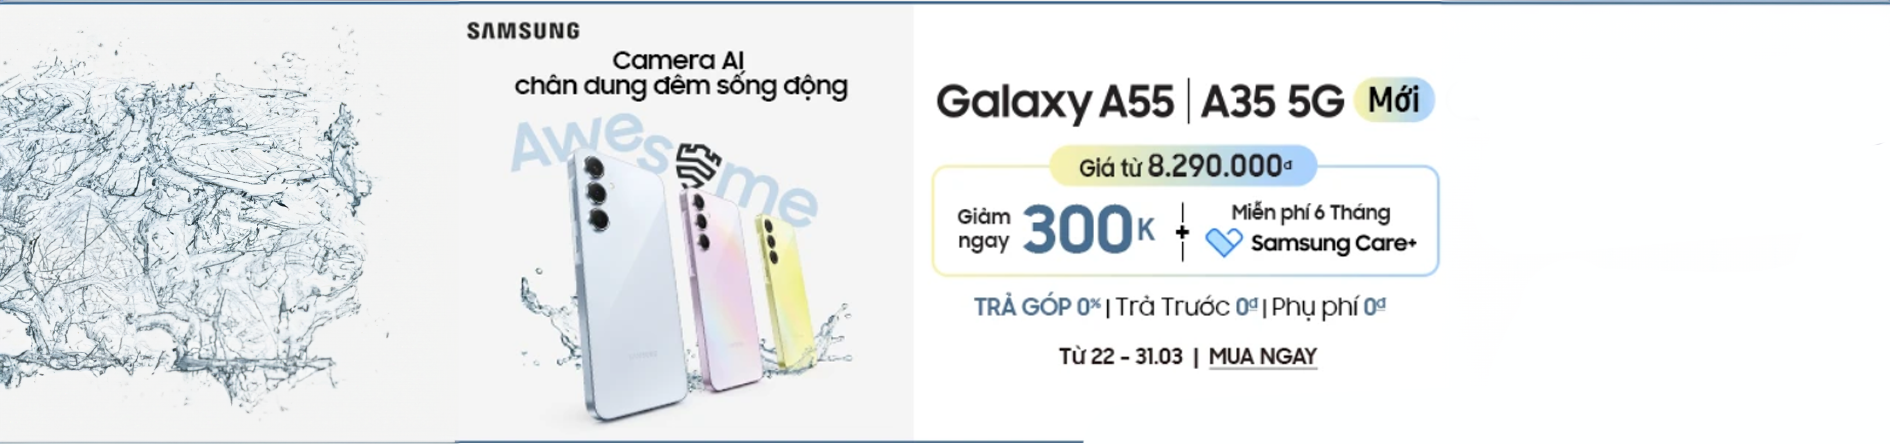 SAMSUNG
Camera AI
chân dung đêm sống động
Awesome
SAMSUNG
Galaxy A55 | A35 5G Mới
Giá từ 8.290.000đ
Giảm
ngay 300K
+
Miễn phí 6 Tháng
Samsung Care+
TRẢ GÓP 0% | Trả Trước 0đ | Phụ phí 0đ
Từ 22 - 31.03 | MUA NGAY